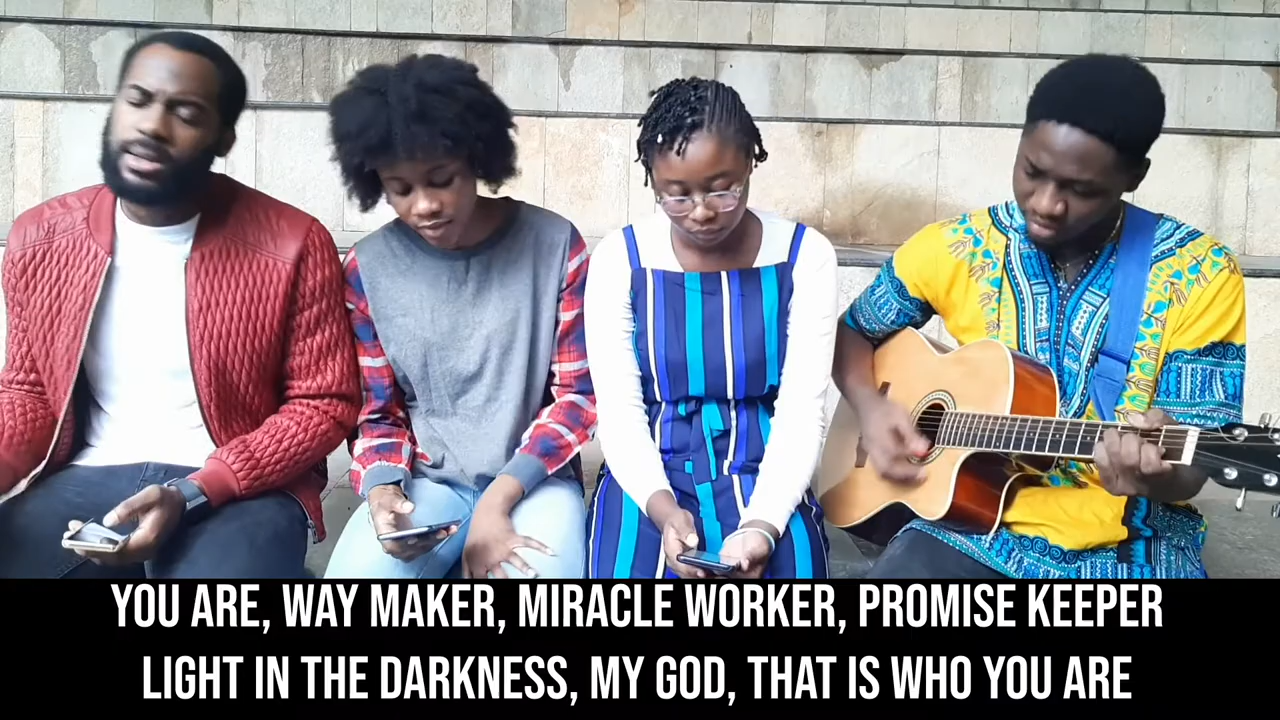 YOU ARE, WAY MAKER, MIRACLE WORKER, PROMISE KEEPER
LIGHT IN THE DARKNESS, MY GOD, THAT IS WHO YOU ARE